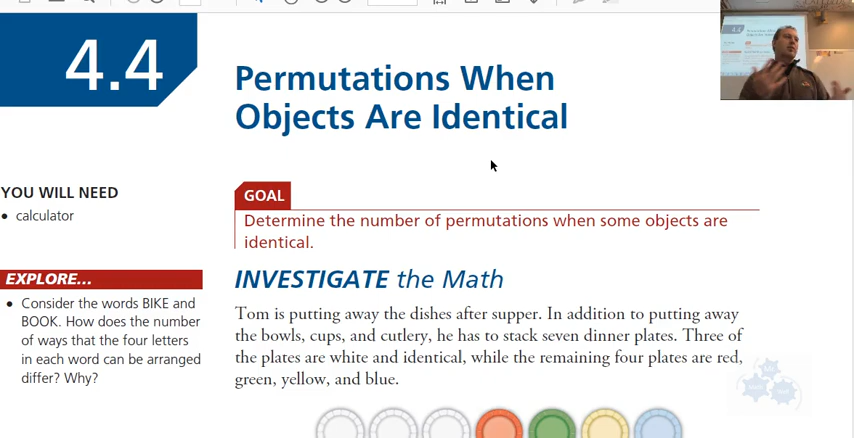 4.4
Permutations When
Objects Are Identical
YOU WILL NEED
• calculator
GOAL
Determine the number of permutations when some objects are
identical.
EXPLORE...
• Consider the words BIKE and
BOOK. How does the number
of ways that the four letters
in each word can be arranged
differ? Why?
INVESTIGATE the Math
Tom is putting away the dishes after supper. In addition to putting away
the bowls, cups, and cutlery, he has to stack seven dinner plates. Three of
the plates are white and identical, while the remaining four plates are red,
green, yellow, and blue.